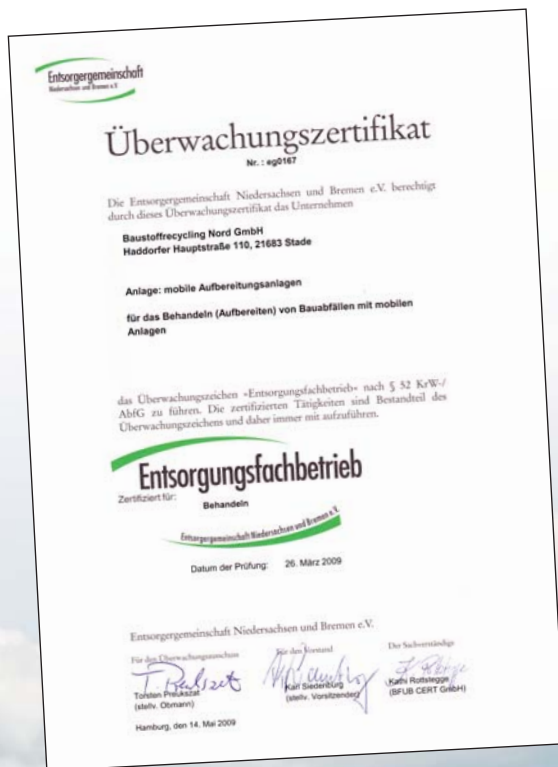 Entsorgergemeinschaft
Niedersachsen und Bremen e.V.
Überwachungszertifikat
Nr. : eg0167
Die Entsorgergemeinschaft Niedersachsen und Bremen e.V. berechtigt
durch dieses Überwachungszertifikat das Unternehmen
Baustoffrecycling Nord GmbH
Haddorfer Hauptstraße 110, 21683 Stade
Anlage: mobile Aufbereitungsanlagen
für das Behandeln (Aufbereiten) von Bauabfällen mit mobilen
Anlagen
das Überwachungszeichen »Entsorgungsfachbetrieb« nach § 52 KrW-/
AbfG zu führen. Die zertifizierten Tätigkeiten sind Bestandteil des
Überwachungszeichens und daher immer mit aufzuführen.
Entsorgungsfachbetrieb
Zertifiziert für:
Behandeln
Entsorgergemeinschaft Niedersachsen und Bremen e.V.
Datum der Prüfung: 26. März 2009
Entsorgergemeinschaft Niedersachsen und Bremen e.V.
Für den Überwachungsausschuss Für den Vorstand Der Sachverständige
Torsten Preukszat Karl Siedenburg Kathi Rottstegge
(stellv. Obmann) (stellv. Vorsitzender) (BFUB CERT GmbH)
Hamburg, den 14. Mai 2009